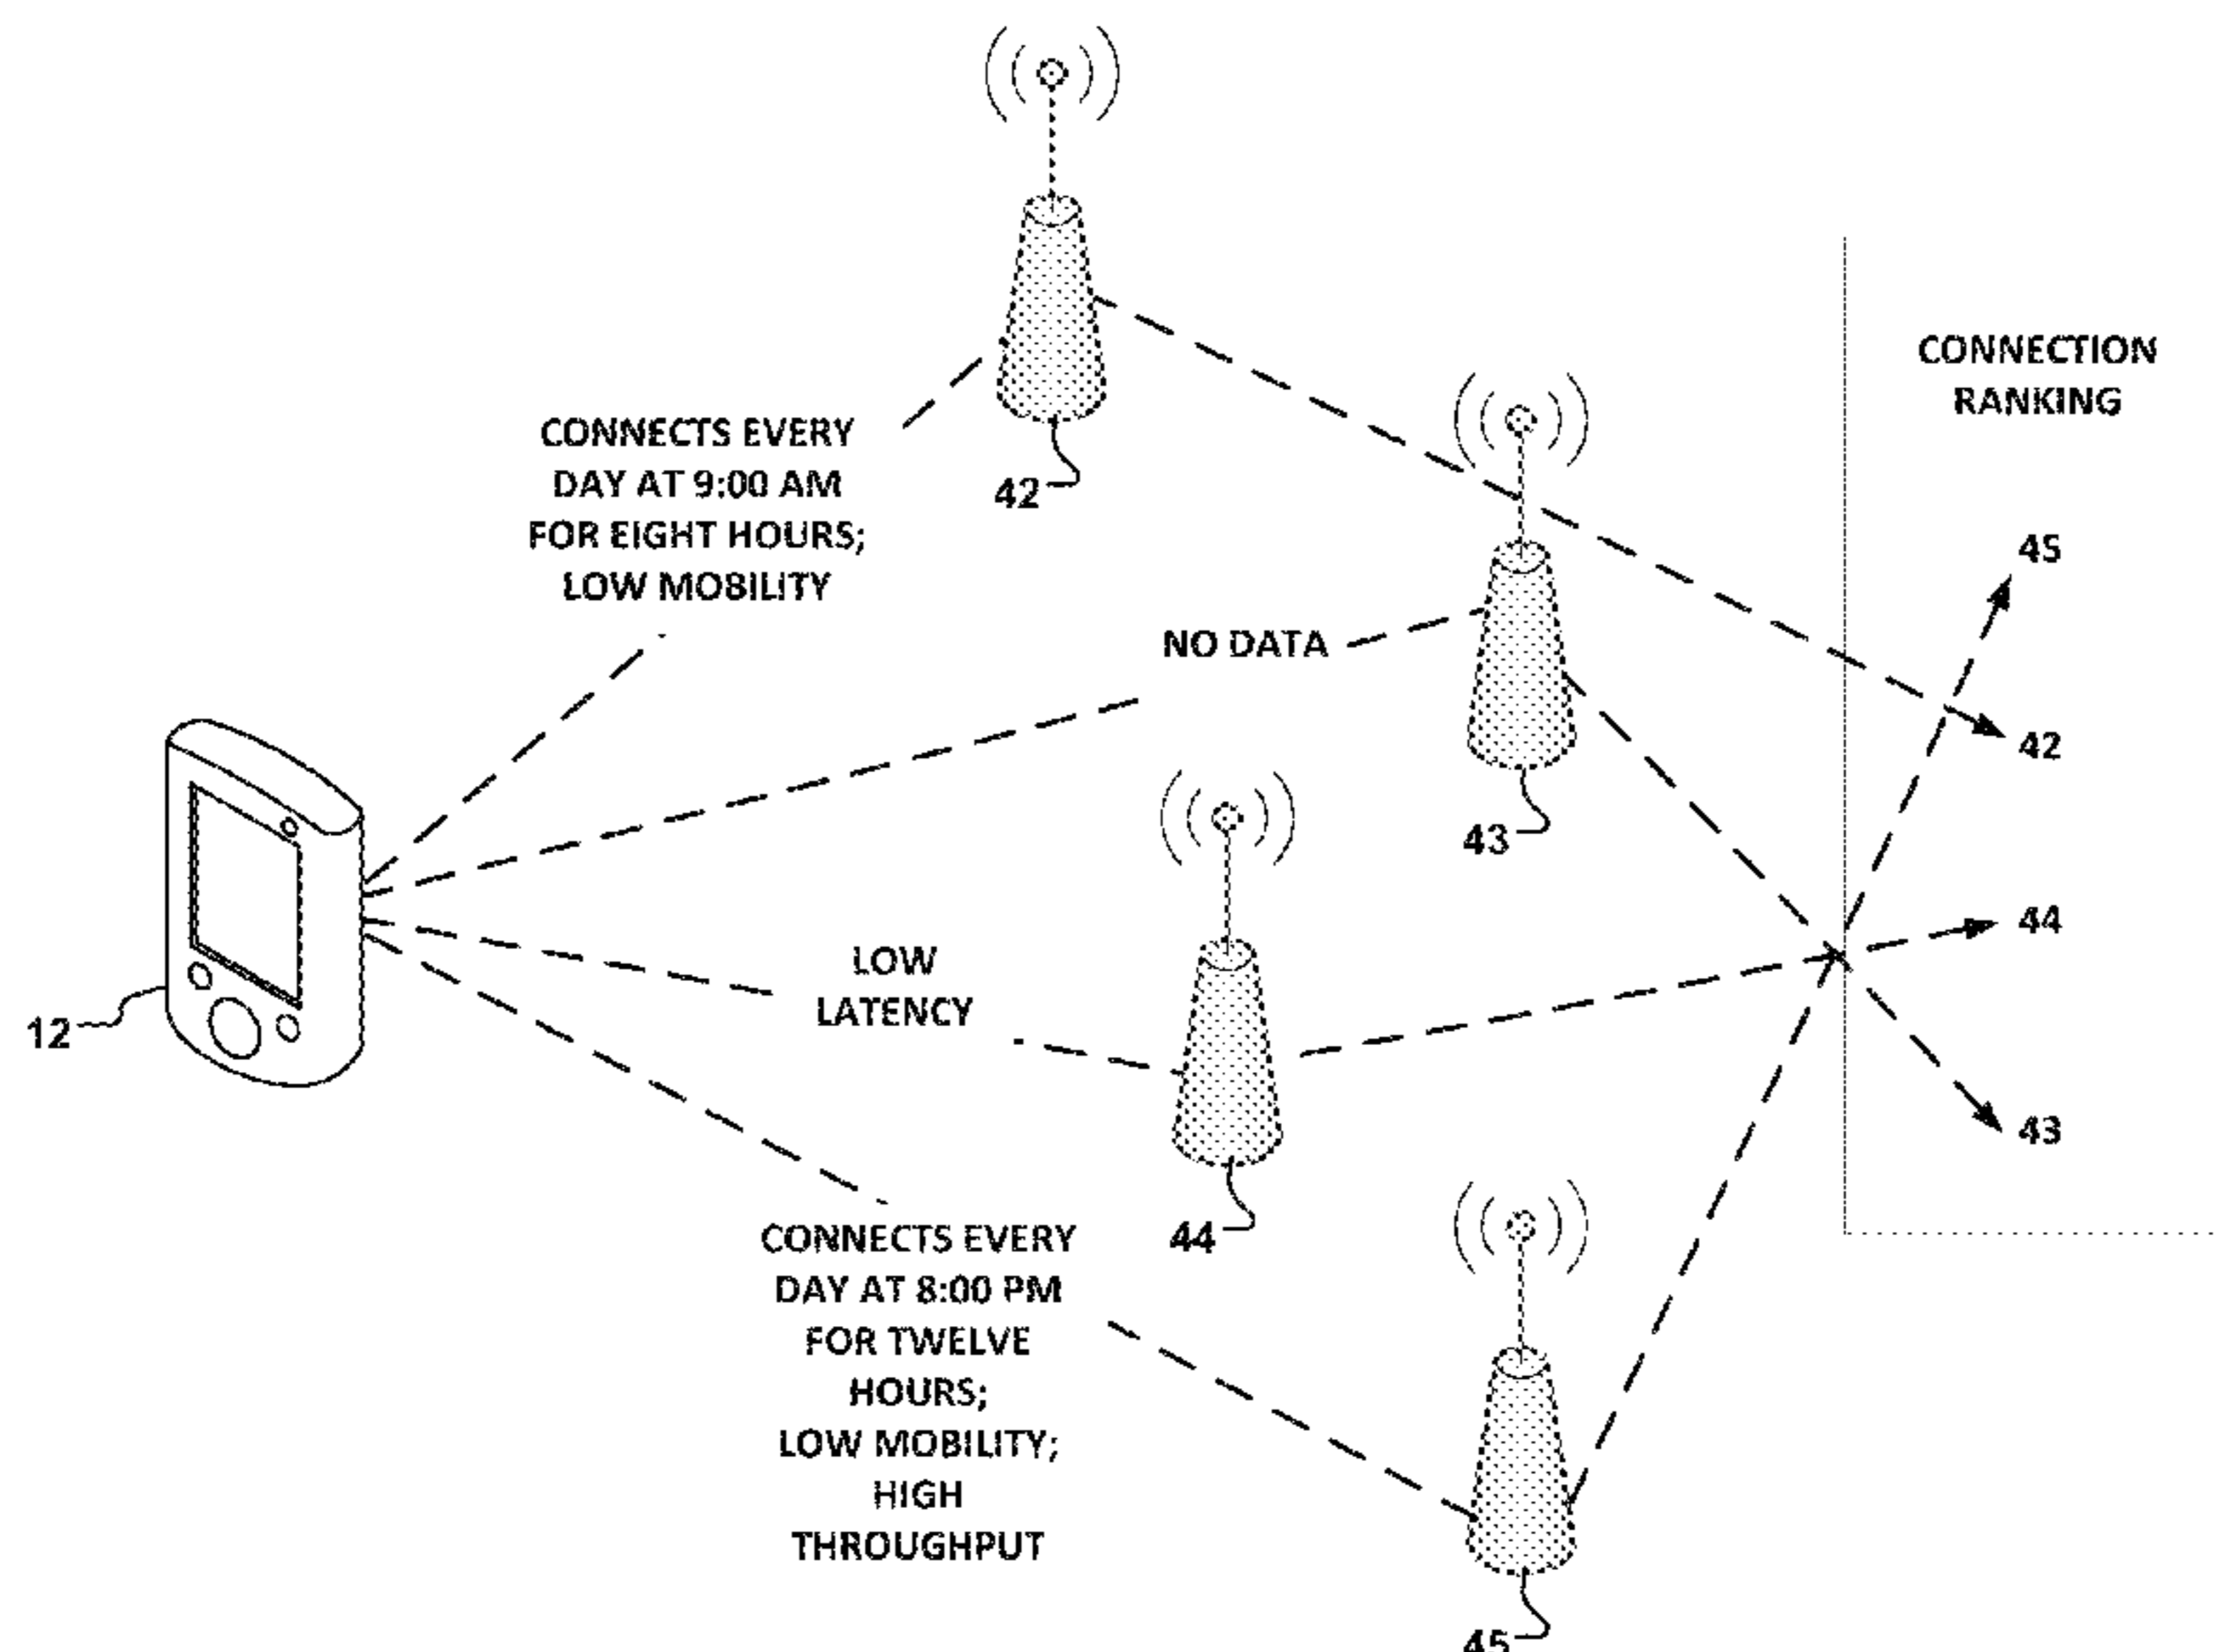 CONNECTS EVERY
DAY AT 9:00 AM
FOR EIGHT HOURS;
LOW MOBILITY
42
NO DATA
43
12
LOW
LATENCY
44
CONNECTS EVERY
DAY AT 8:00 PM
FOR TWELVE
HOURS;
LOW MOBILITY;
HIGH
THROUGHPUT
45
CONNECTION
RANKING
45
42
44
43